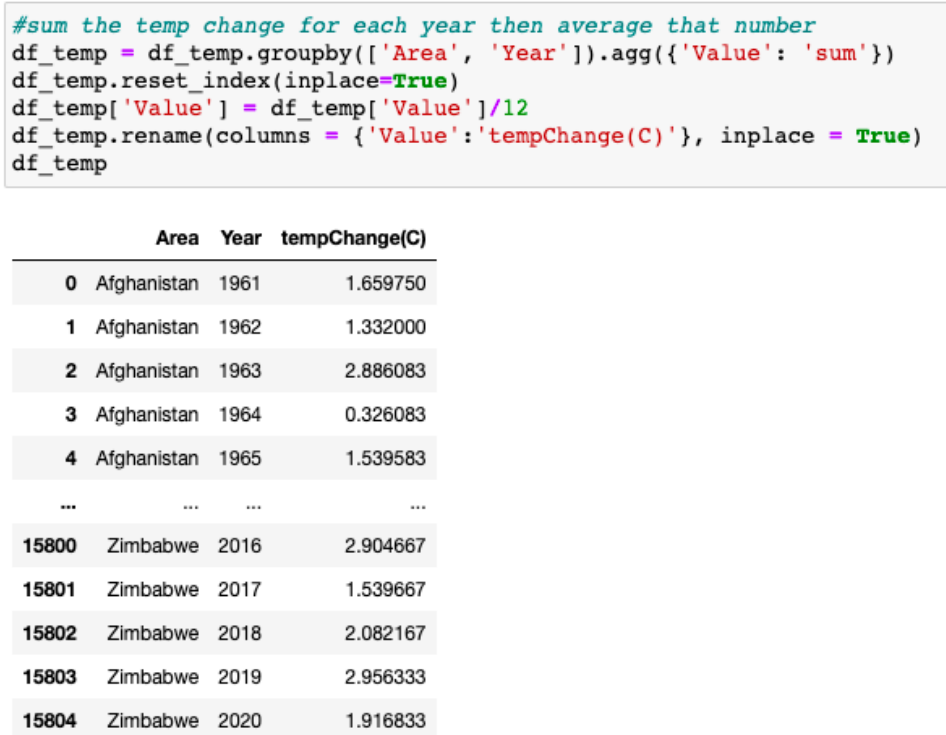 #sum the temp change for each year then average that number
df_temp = df_temp.groupby(['Area', 'Year']).agg({'Value': 'sum'})
df_temp.reset_index(inplace=True)
df_temp['Value'] = df_temp['Value']/12
df_temp.rename(columns = {'Value':'tempChange(C)'}, inplace = True)
df_temp
Area Year tempChange(C)
0 Afghanistan 1961 1.659750
1 Afghanistan 1962 1.332000
2 Afghanistan 1963 2.886083
3 Afghanistan 1964 0.326083
4 Afghanistan 1965 1.539583
... ... ... ...
15800 Zimbabwe 2016 2.904667
15801 Zimbabwe 2017 1.539667
15802 Zimbabwe 2018 2.082167
15803 Zimbabwe 2019 2.956333
15804 Zimbabwe 2020 1.916833